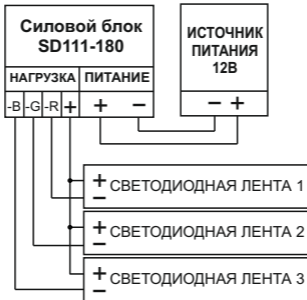 Силовой блок
SD111-180
НАГРУЗКА ПИТАНИЕ
-B -G -R + + −
ИСТОЧНИК
ПИТАНИЯ
12В
− +
+ СВЕТОДИОДНАЯ ЛЕНТА 1
−
+ СВЕТОДИОДНАЯ ЛЕНТА 2
−
+ СВЕТОДИОДНАЯ ЛЕНТА 3
−